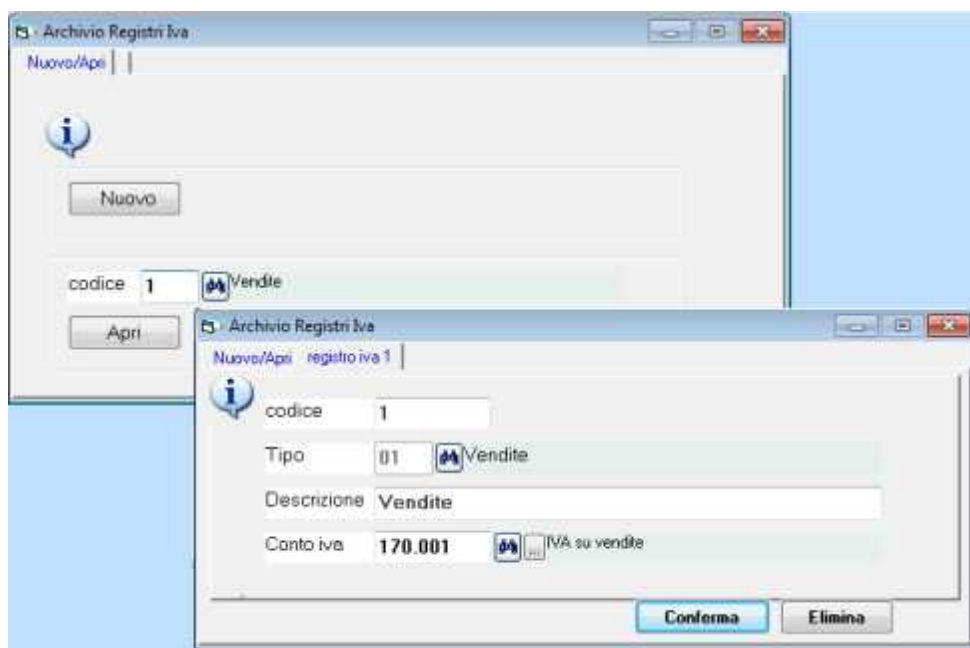 Archivio Registri Iva
Nuovo/Apri
Nuovo
codice 1 Vendite
Apri
Archivio Registri Iva
Nuovo/Apri registro iva 1
codice 1
Tipo 01 Vendite
Descrizione Vendite
Conto iva 170.001 ... IVA su vendite
Conferma Elimina